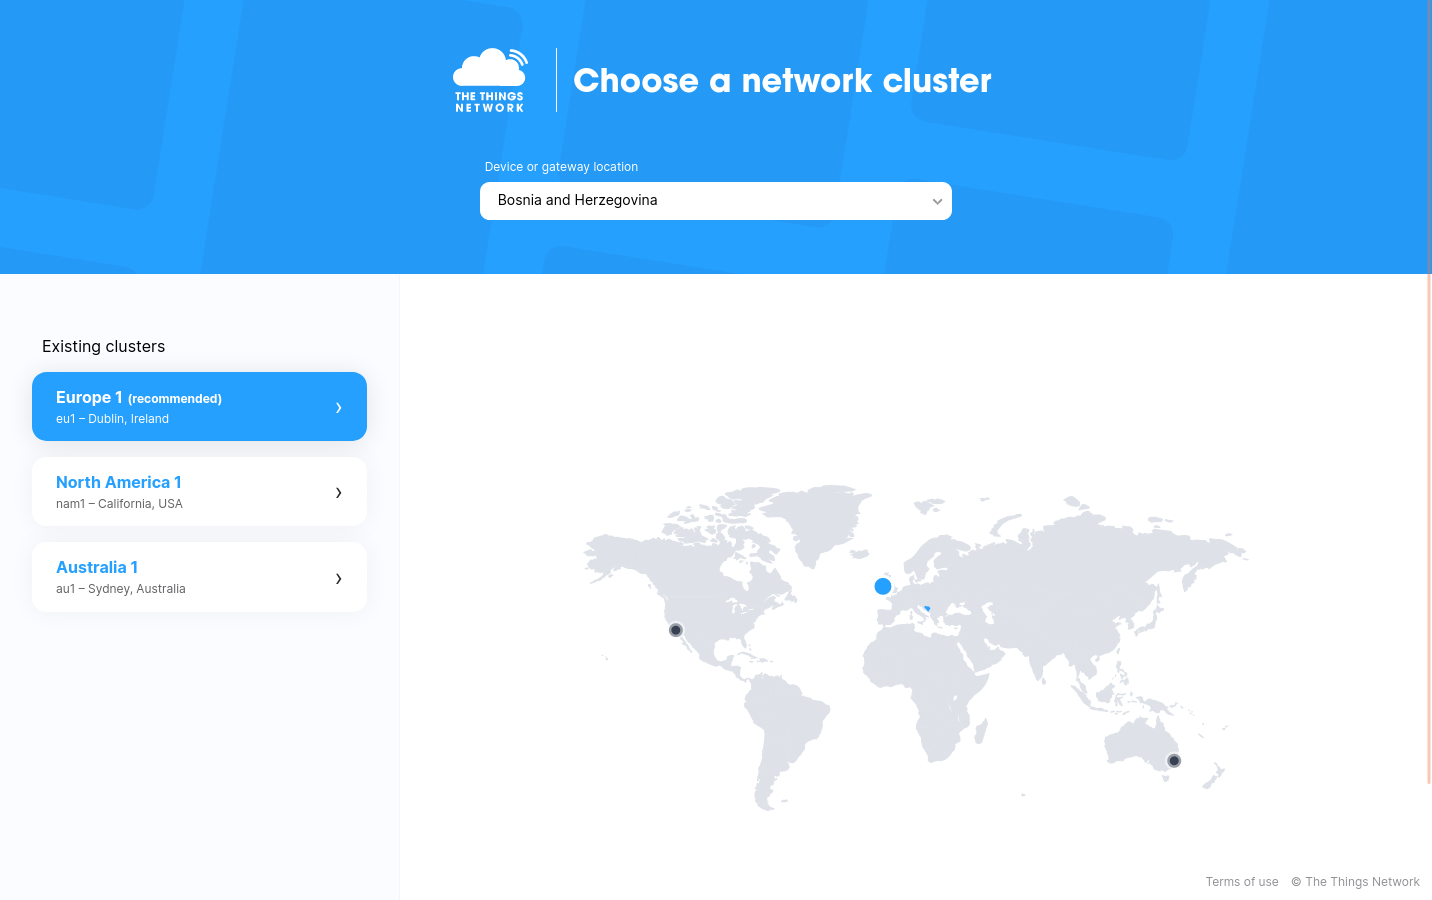 THE THINGS
NETWORK
Choose a network cluster
Device or gateway location
Bosnia and Herzegovina
Existing clusters
Europe 1 (recommended)
eu1 – Dublin, Ireland
North America 1
nam1 – California, USA
Australia 1
au1 – Sydney, Australia
Terms of use © The Things Network